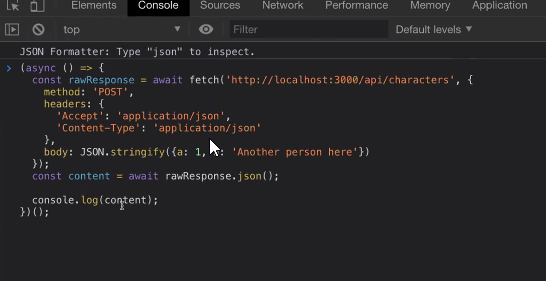 Elements Console Sources Network Performance Memory Application
top Filter Default levels
JSON Formatter: Type "json" to inspect.
> (async () => {
const rawResponse = await fetch('http://localhost:3000/api/characters', {
method: 'POST',
headers: {
'Accept': 'application/json',
'Content-Type': 'application/json'
},
body: JSON.stringify({a: 1, : 'Another person here'})
});
const content = await rawResponse.json();
console.log(content);
})();